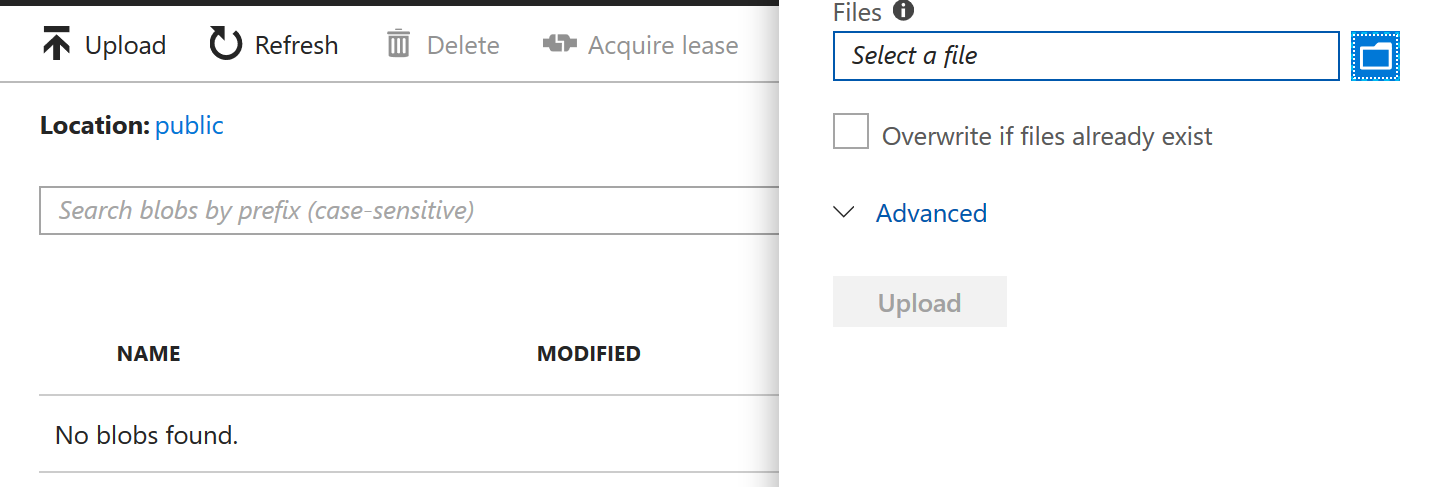 Upload Refresh Delete Acquire lease
Location: public
Search blobs by prefix (case-sensitive)
NAME MODIFIED
No blobs found.
Files
Select a file
Overwrite if files already exist
Advanced
Upload